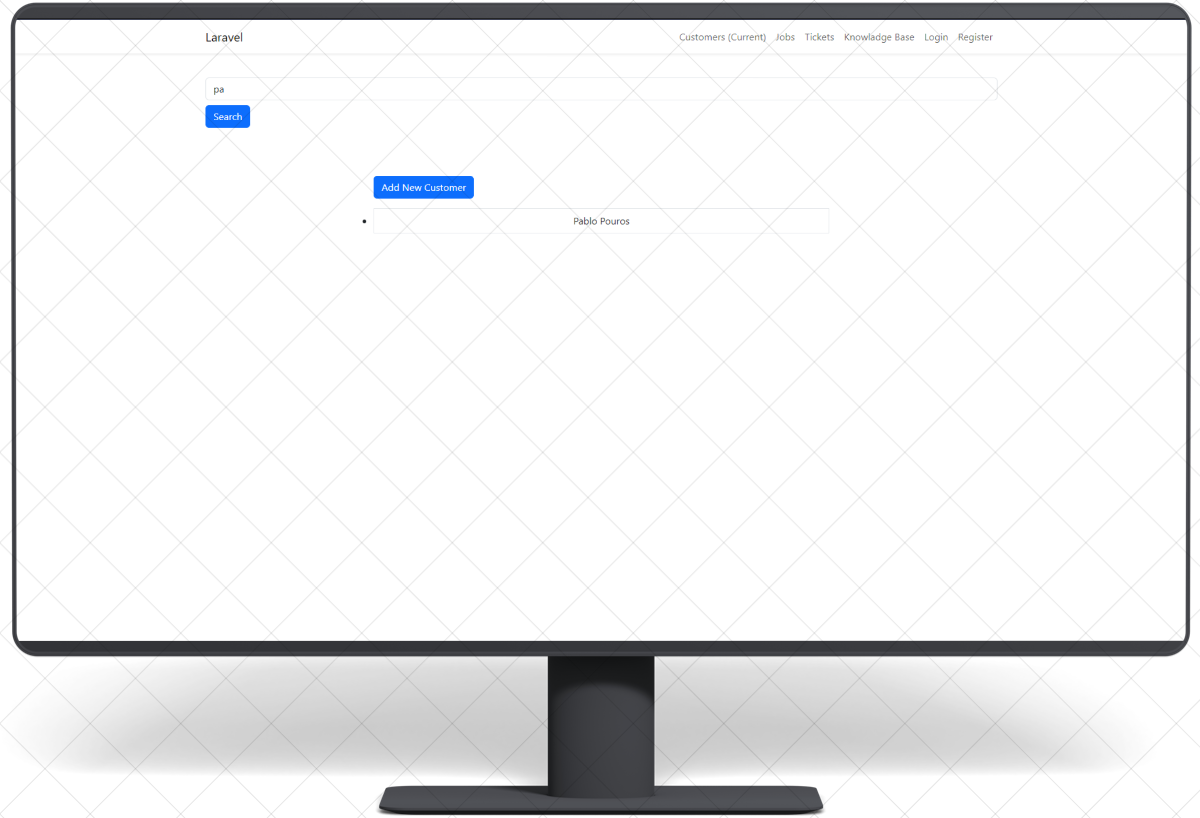 Laravel
Customers (Current) Jobs Tickets Knowladge Base Login Register
pa
Search
Add New Customer
Pablo Pouros